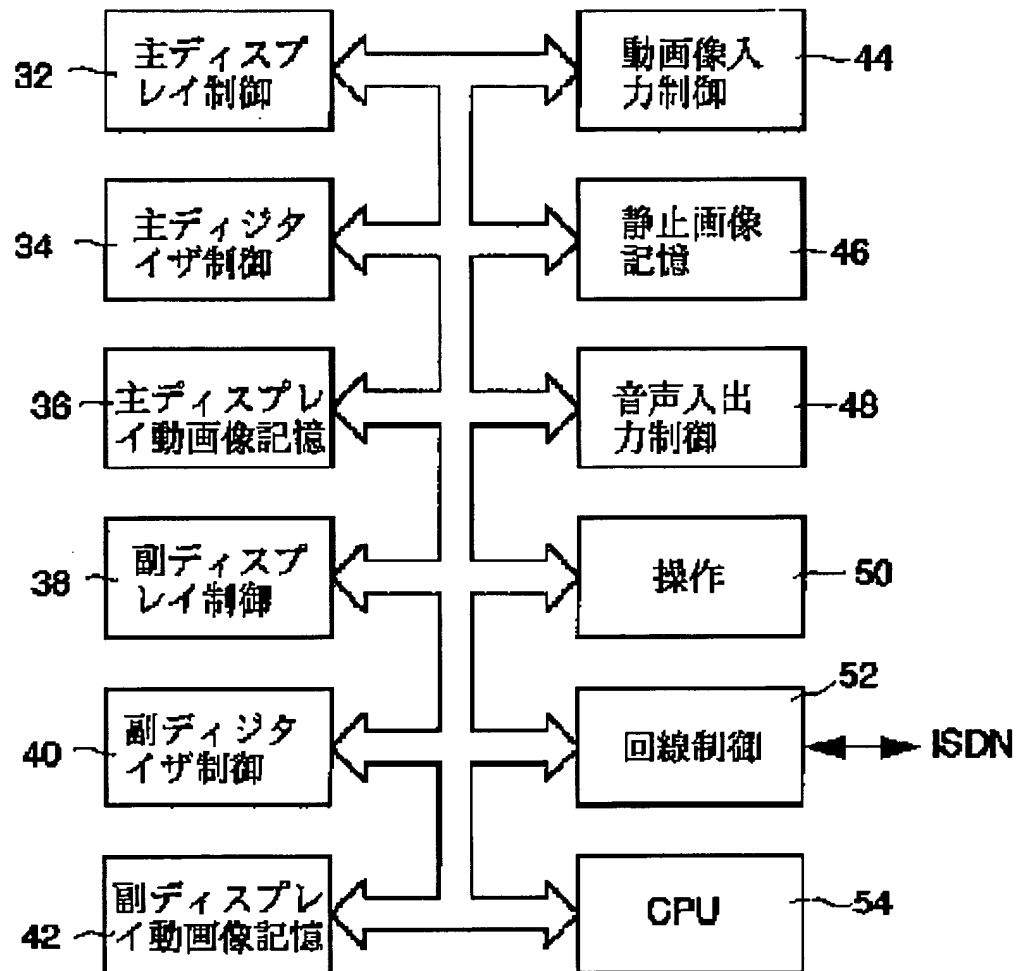 32
主ディスプ
レイ制御
動画像入
力制御
44
34
主ディジタ
イザ制御
静止画像
記憶
46
36
主ディスプレ
イ動画像記憶
音声入出
力制御
48
38
副ディスプ
レイ制御
操作
50
40
副ディジタ
イザ制御
回線制御
52
ISDN
42
副ディスプレ
イ動画像記憶
CPU
54